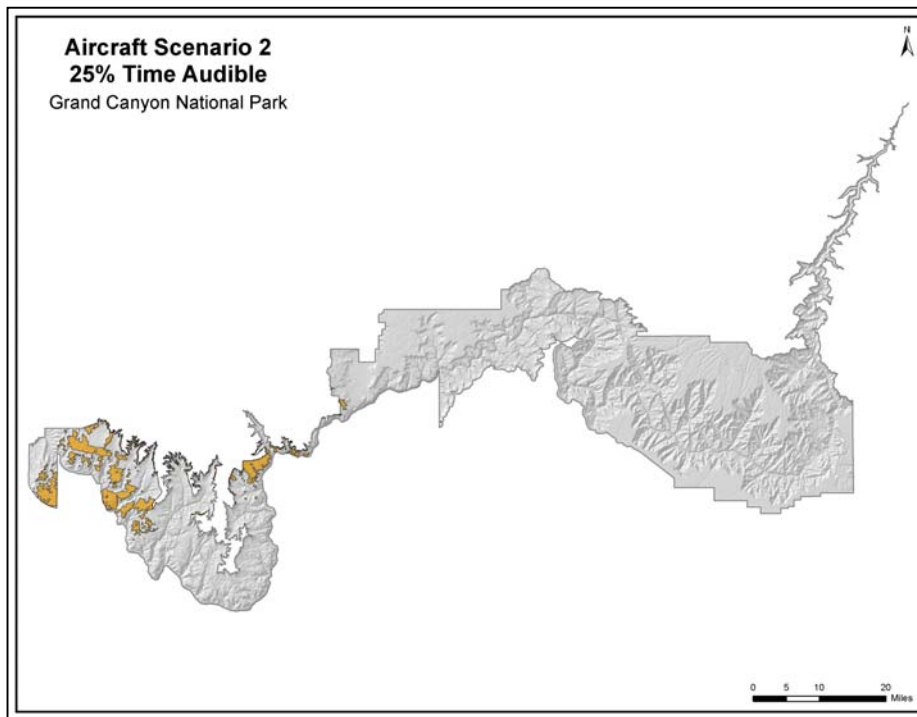 Aircraft Scenario 2
25% Time Audible
Grand Canyon National Park
N
0 5 10 20
Miles